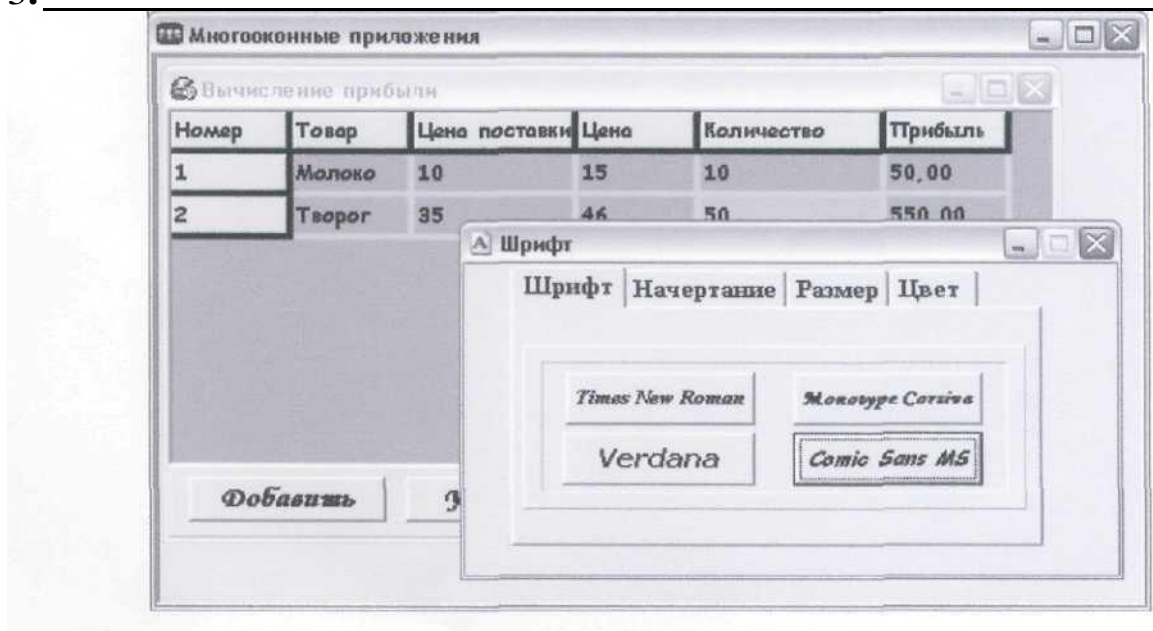 Многооконные приложения
Вычисление прибыли
Номер Товар Цена поставки Цена Количество Прибыль
1 Молоко 10 15 10 50,00
2 Творог 35 46 50 550,00
Шрифт
Шрифт Начертание Размер Цвет
Times New Roman Monotype Corsiva
Verdana Comic Sans MS
Добавить